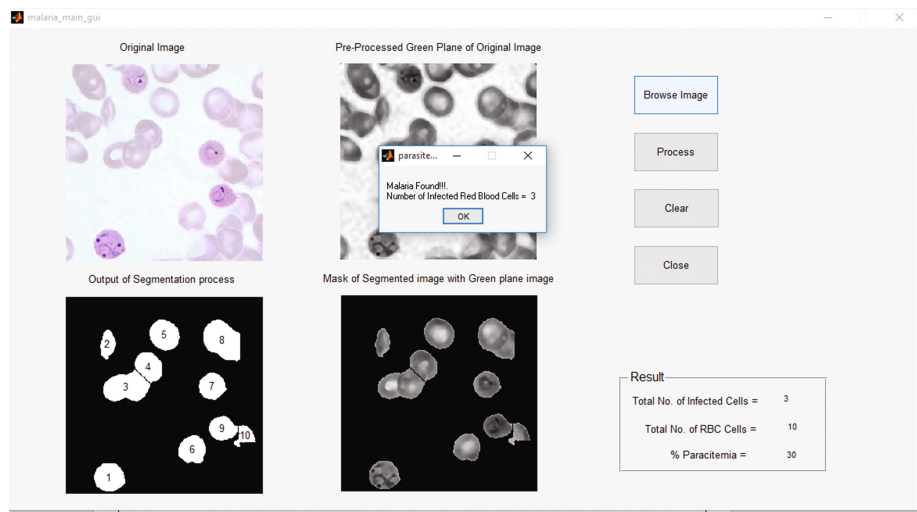 malaria_main_gui
Original Image
Pre-Processed Green Plane of Original Image
Browse Image
Process
Clear
Close
parasite...
Malaria Found!!!.
Number of Infected Red Blood Cells = 3
OK
Output of Segmentation process
Mask of Segmented image with Green plane image
5
2
8
4
3
7
9
10
6
1
Result
Total No. of Infected Cells = 3
Total No. of RBC Cells = 10
% Paracitemia = 30